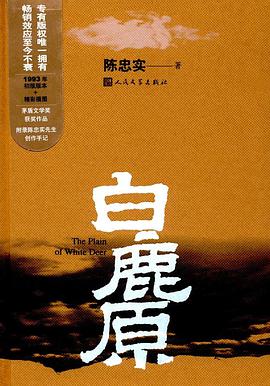 专有版权唯一拥有
畅销效应至今不衰
1993年
初版版本
+
精彩插图
茅盾文学奖
获奖作品
附录陈忠实先生
创作手记
陈忠实——著
人民文学出版社
白
The Plain
of White Deer
鹿
原